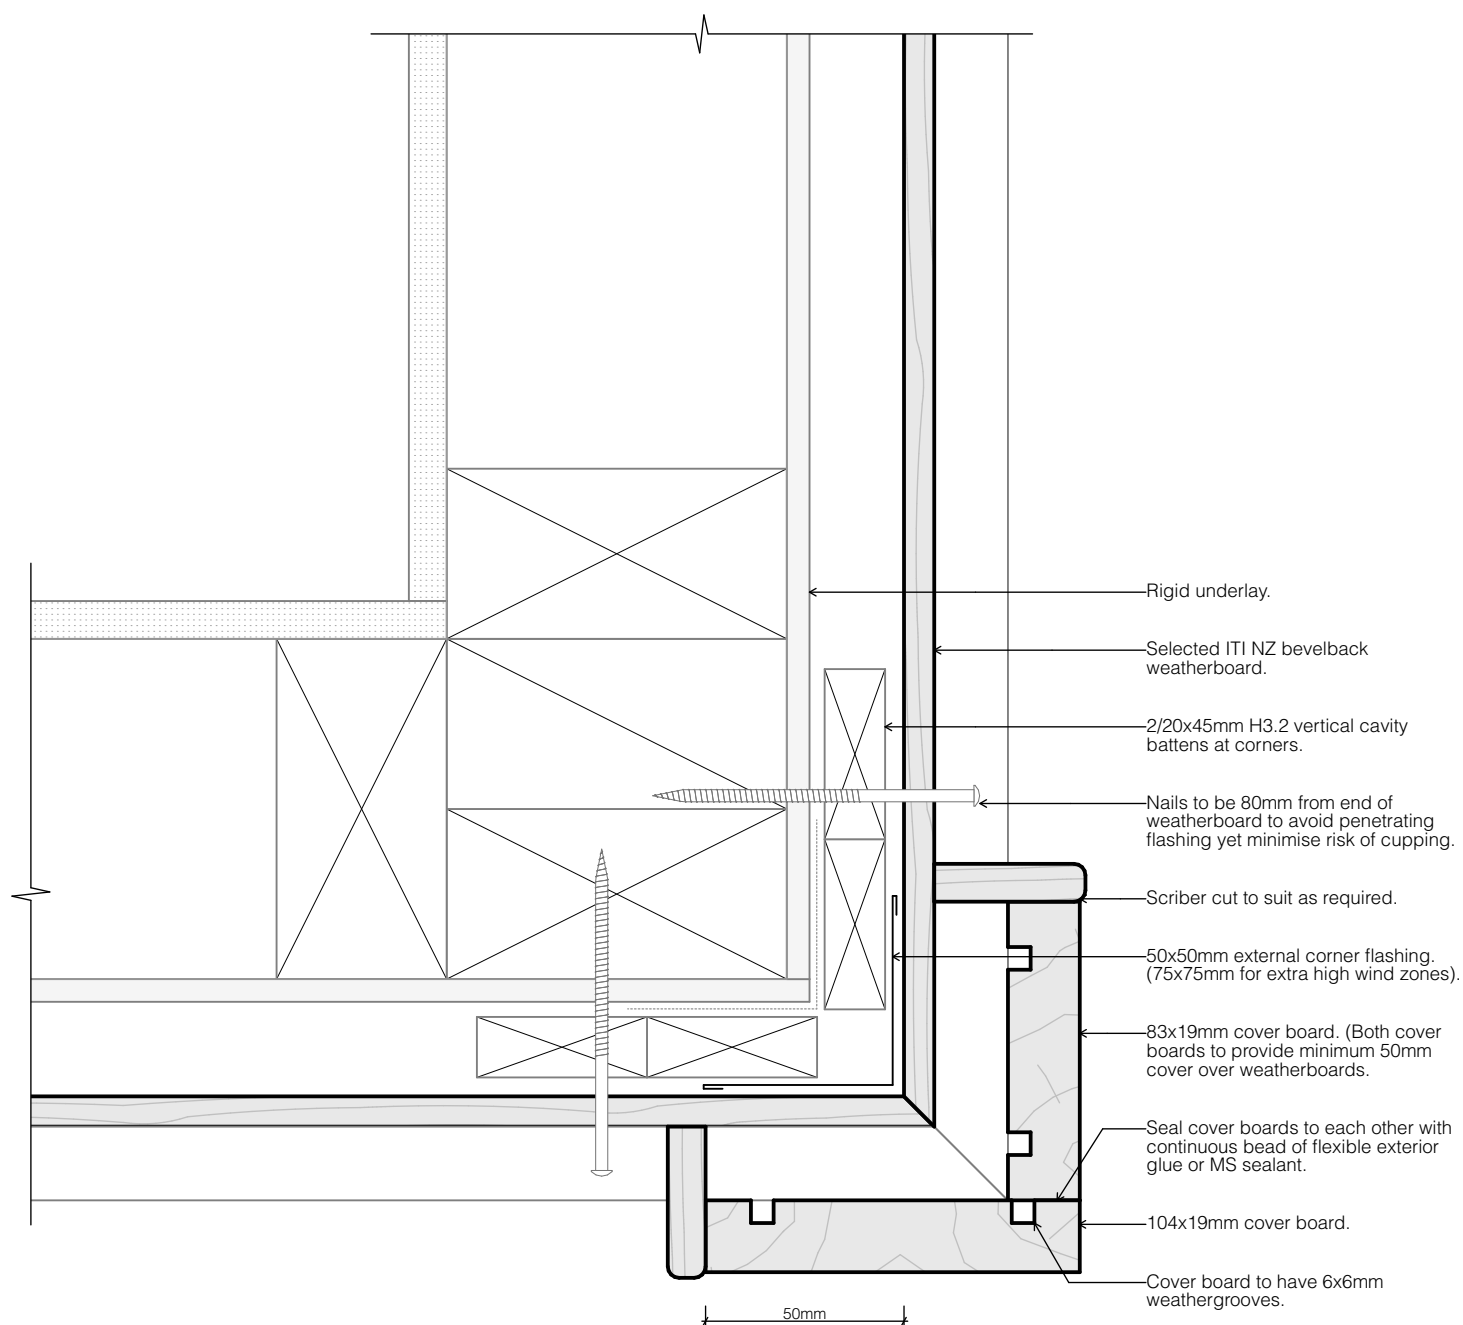 Rigid underlay.
Selected ITI NZ bevelback
weatherboard.
2/20x45mm H3.2 vertical cavity
battens at corners.
Nails to be 80mm from end of
weatherboard to avoid penetrating
flashing yet minimise risk of cupping.
Scriber cut to suit as required.
50x50mm external corner flashing.
(75x75mm for extra high wind zones).
83x19mm cover board. (Both cover
boards to provide minimum 50mm
cover over weatherboards.
Seal cover boards to each other with
continuous bead of flexible exterior
glue or MS sealant.
104x19mm cover board.
Cover board to have 6x6mm
weathergrooves.
50mm